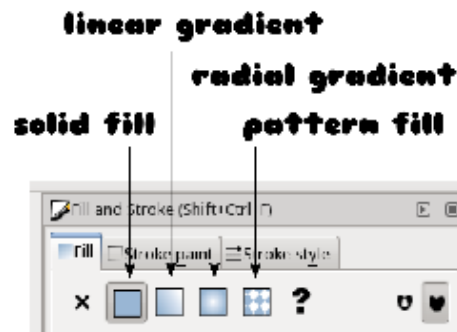 linear gradient
radial gradient
solid fill
pattern fill
Fill and Stroke (Shift+Ctrl+F)
Fill
Stroke paint
Stroke style
?